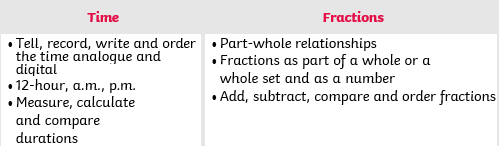 Time
• Tell, record, write and order
the time analogue and
digital
• 12-hour, a.m., p.m.
• Measure, calculate
and compare
durations
Fractions
• Part-whole relationships
• Fractions as part of a whole or a
whole set and as a number
• Add, subtract, compare and order fractions